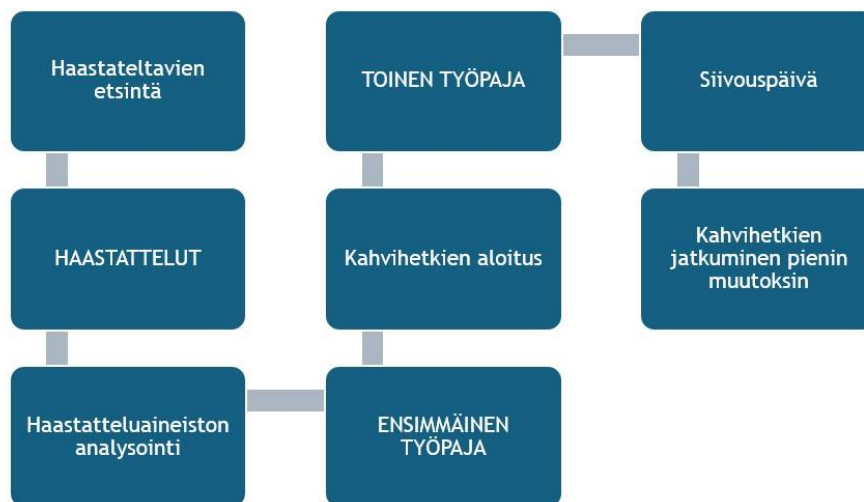 Haastateltavien
etsintä
HAASTATTELUT
Haastatteluaineiston
analysointi
ENSIMMÄINEN
TYÖPAJA
Kahvihetkien aloitus
TOINEN TYÖPAJA
Siivouspäivä
Kahvihetkien
jatkuminen pienin
muutoksin